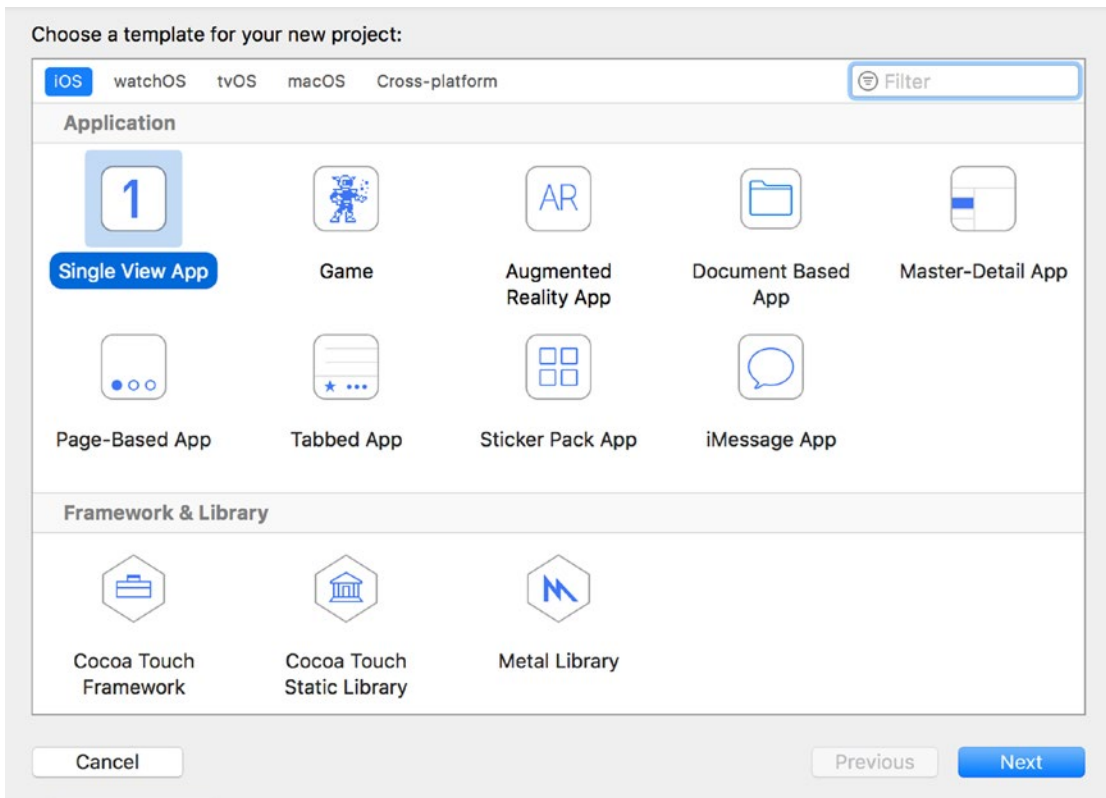 Choose a template for your new project:
iOS watchOS tvOS macOS Cross-platform Filter
Application
1 AR
Single View App Game Augmented Reality App Document Based App Master-Detail App
Page-Based App Tabbed App Sticker Pack App iMessage App
Framework & Library
Cocoa Touch Framework Cocoa Touch Static Library Metal Library
Cancel Previous Next